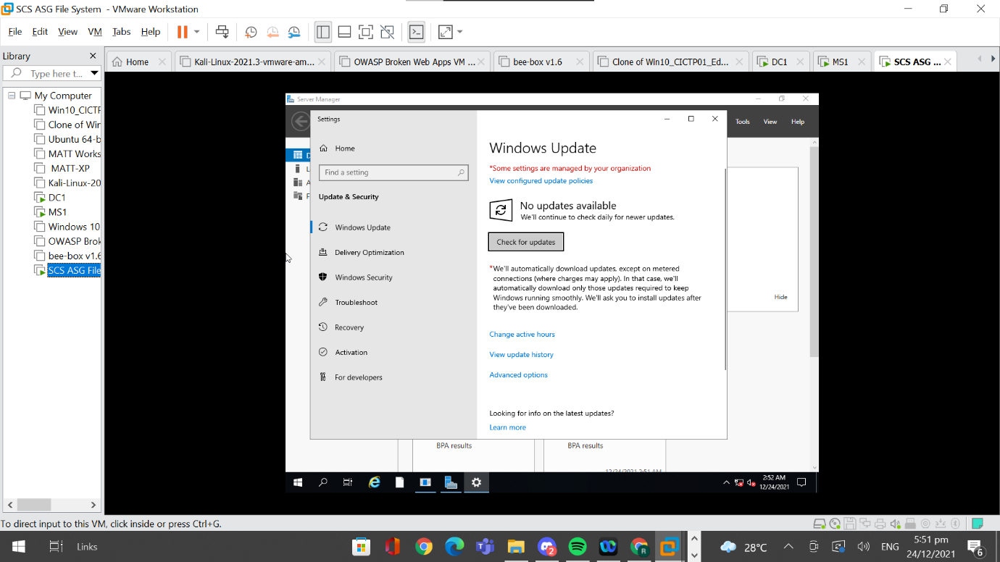 SCS ASG File System - VMware Workstation
File Edit View VM Tabs Help
Library
Type here t...
Home
Kali-Linux-2021.3-vmware-am...
OWASP Broken Web Apps VM ...
bee-box v1.6
Clone of Win10_CICTP01_Ed...
DC1
MS1
SCS ASG ...
My Computer
Win10_CICTP
Clone of Win
Ubuntu 64-b
MATT Works
MATT-XP
Kali-Linux-20
DC1
MS1
Windows 10
OWASP Brok
bee-box v1.6
SCS ASG File
Server Manager
Tools View Help
Settings
Home
Find a setting
Update & Security
Windows Update
Delivery Optimization
Windows Security
Troubleshoot
Recovery
Activation
For developers
Windows Update
*Some settings are managed by your organization
View configured update policies
No updates available
We'll continue to check daily for newer updates.
Check for updates
*We'll automatically download updates, except on metered
connections (where charges may apply). In that case, we'll
automatically download only those updates required to keep
Windows running smoothly. We'll ask you to install updates after
they've been downloaded.
Change active hours
View update history
Advanced options
Looking for info on the latest updates?
Learn more
Hide
BPA results
BPA results
12/24/2021 2:51 AM
2:52 AM
12/24/2021
To direct input to this VM, click inside or press Ctrl+G.
Links
2
28°C
ENG
5:51 pm
24/12/2021
6